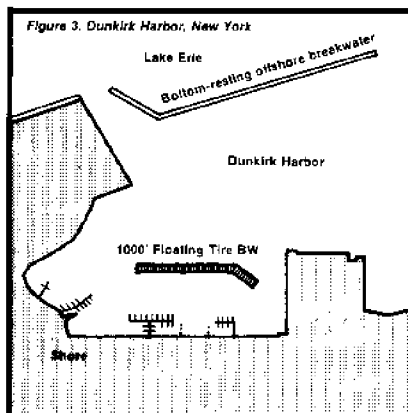 Figure 3. Dunkirk Harbor, New York
Lake Erie
Bottom-resting offshore breakwater
Dunkirk Harbor
1000' Floating Tire BW
Shore